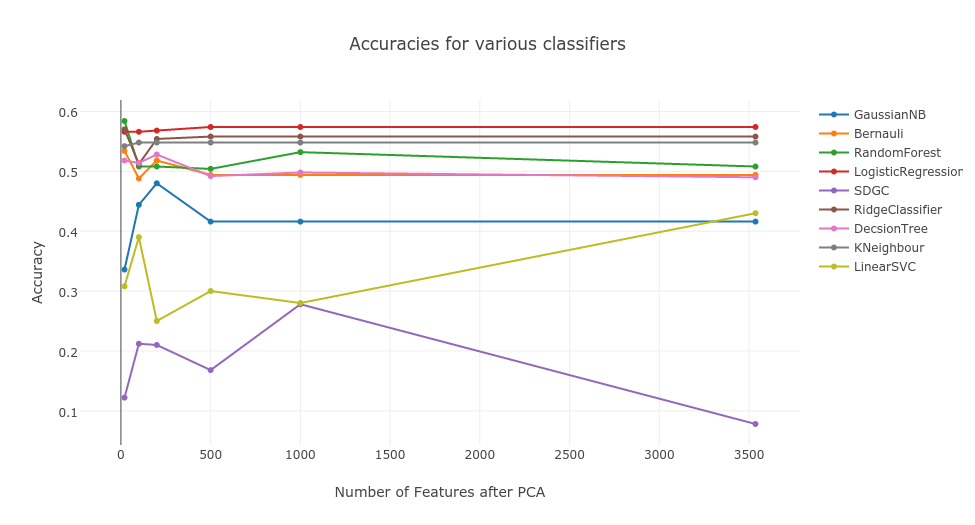 Accuracies for various classifiers
0.6
0.5
0.4
0.3
0.2
0.1
Accuracy
0 500 1000 1500 2000 2500 3000 3500
Number of Features after PCA
GaussianNB
Bernauli
RandomForest
LogisticRegression
SDGC
RidgeClassifier
DecsionTree
KNeighbour
LinearSVC